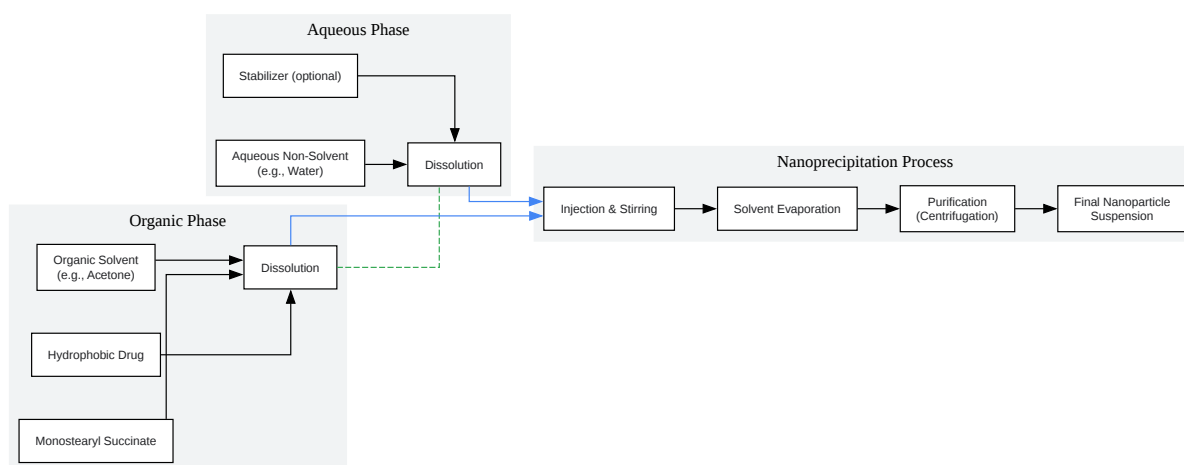 Aqueous Phase
Stabilizer (optional)
Aqueous Non-Solvent
(e.g., Water)
Dissolution
Organic Phase
Organic Solvent
(e.g., Acetone)
Dissolution
Hydrophobic Drug
Monostearyl Succinate
Nanoprecipitation Process
Injection & Stirring
Solvent Evaporation
Purification
(Centrifugation)
Final Nanoparticle
Suspension